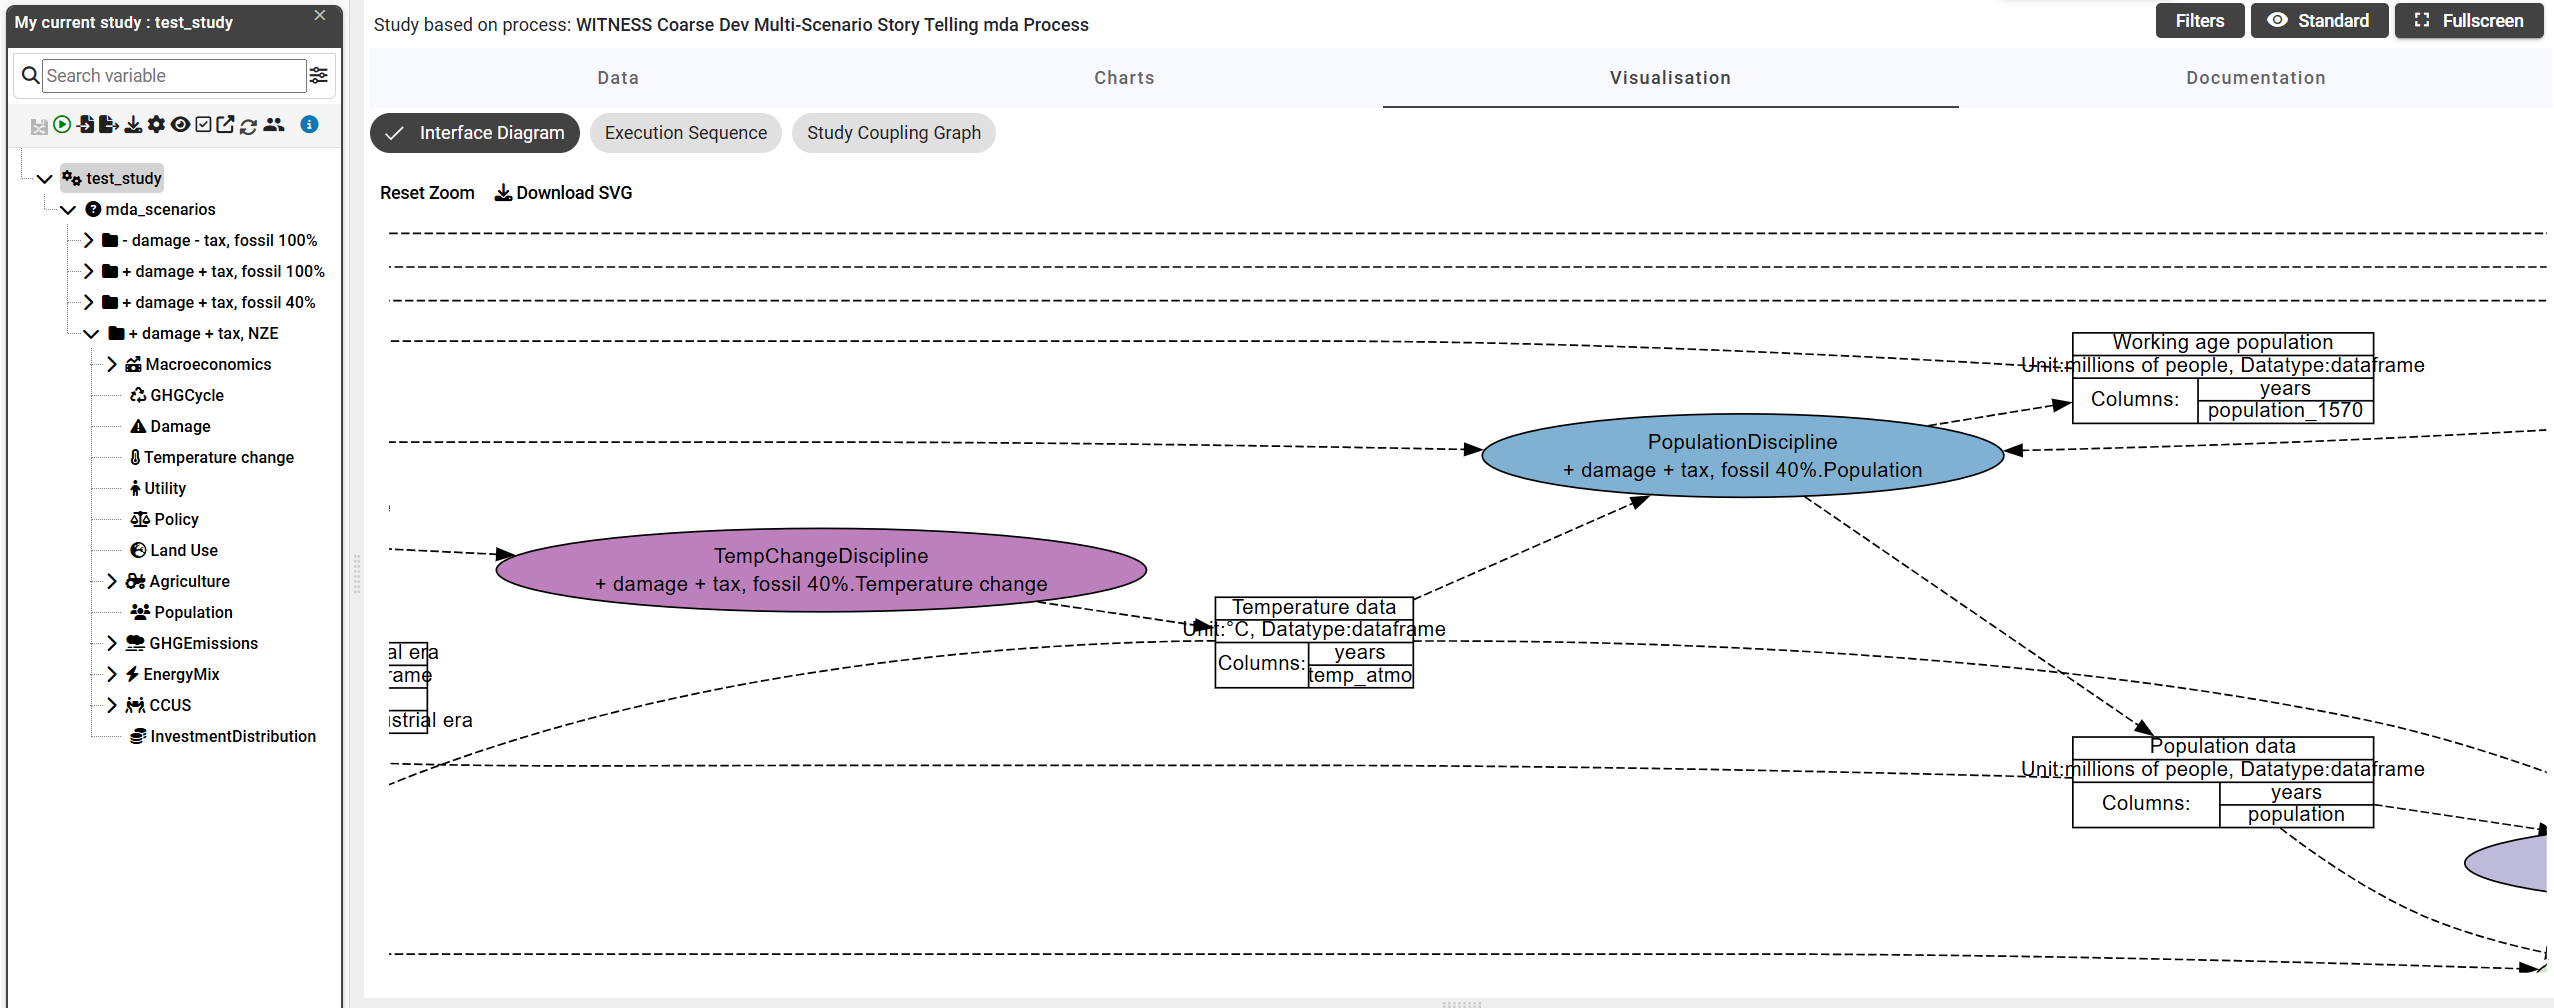 My current study : test_study
Search variable
test_study
mda_scenarios
- damage - tax, fossil 100%
+ damage + tax, fossil 100%
+ damage + tax, fossil 40%
+ damage + tax, NZE
Macroeconomics
GHGCycle
Damage
Temperature change
Utility
Policy
Land Use
Agriculture
Population
GHGEmissions
EnergyMix
CCUS
InvestmentDistribution
Study based on process: WITNESS Coarse Dev Multi-Scenario Story Telling mda Process
Filters
Standard
Fullscreen
Data
Charts
Visualisation
Documentation
Interface Diagram
Execution Sequence
Study Coupling Graph
Reset Zoom
Download SVG
Working age population
Unit:millions of people, Datatype:dataframe
Columns:
years
population_1570
PopulationDiscipline
+ damage + tax, fossil 40%.Population
TempChangeDiscipline
+ damage + tax, fossil 40%.Temperature change
Temperature data
Unit:°C, Datatype:dataframe
Columns:
years
temp_atmo
al era
rame
strial era
Population data
Unit:millions of people, Datatype:dataframe
Columns:
years
population